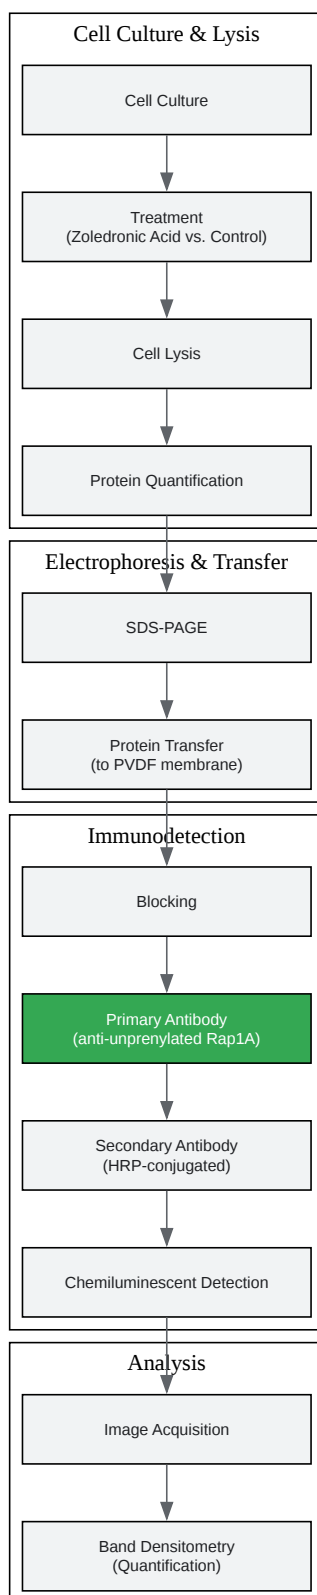 Cell Culture & Lysis
Cell Culture
Treatment
(Zoledronic Acid vs. Control)
Cell Lysis
Protein Quantification
Electrophoresis & Transfer
SDS-PAGE
Protein Transfer
(to PVDF membrane)
Immunodetection
Blocking
Primary Antibody
(anti-unprenylated Rap1A)
Secondary Antibody
(HRP-conjugated)
Chemiluminescent Detection
Analysis
Image Acquisition
Band Densitometry
(Quantification)